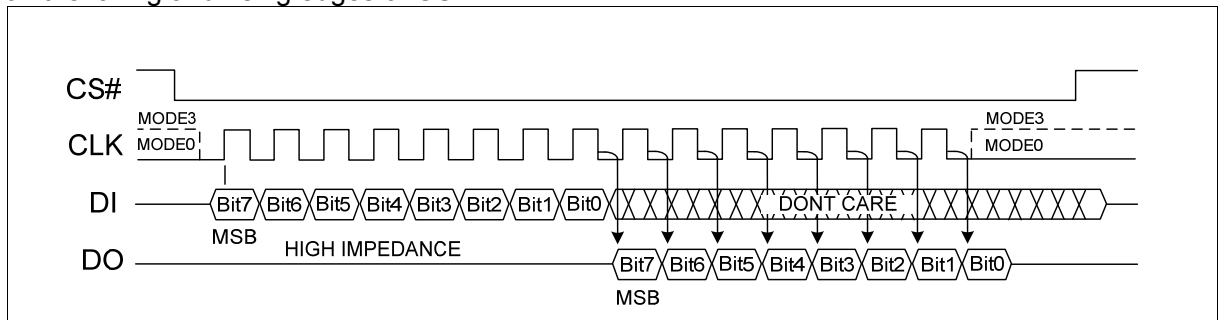 CS#
MODE3 MODE3
CLK MODE0 MODE0
DI Bit7 Bit6 Bit5 Bit4 Bit3 Bit2 Bit1 Bit0 DONT CARE
MSB
HIGH IMPEDANCE
DO Bit7 Bit6 Bit5 Bit4 Bit3 Bit2 Bit1 Bit0
MSB